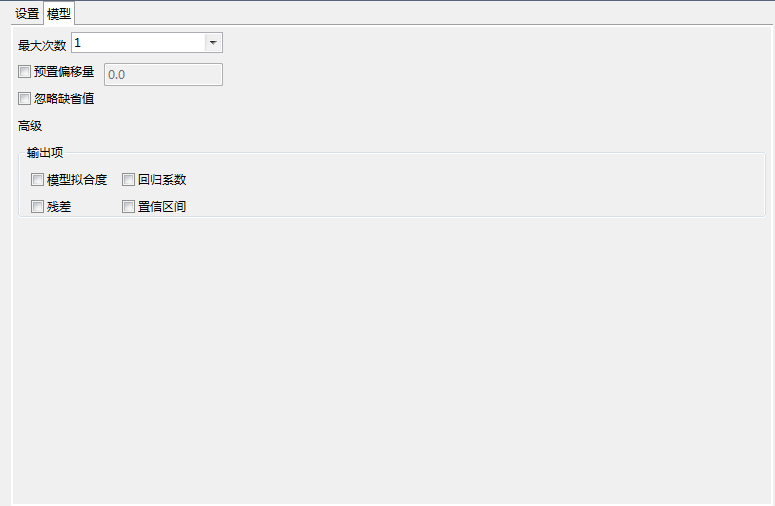 设置 模型
最大次数 1
预置偏移量 0.0
忽略缺省值
高级
输出项
模型拟合度 回归系数
残差 置信区间